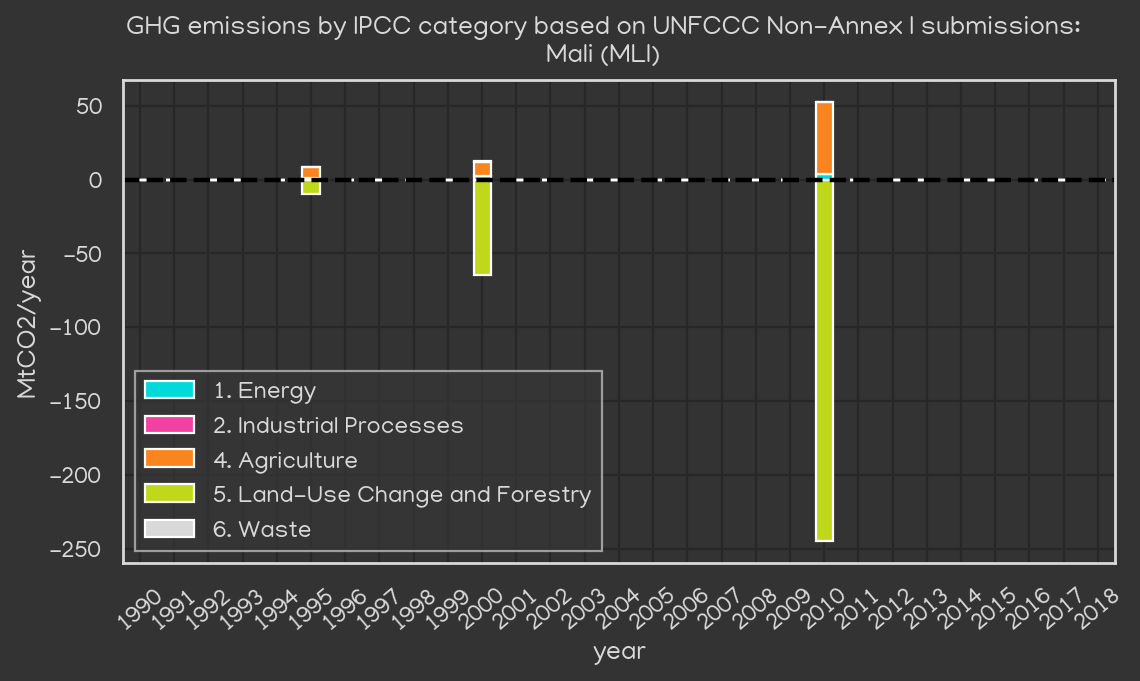 GHG emissions by IPCC category based on UNFCCC Non-Annex I submissions:
Mali (MLI)
50
0
−50
−100
−150
−200
−250
MtCO2/year
1. Energy
2. Industrial Processes
4. Agriculture
5. Land-Use Change and Forestry
6. Waste
1990 1991 1992 1993 1994 1995 1996 1997 1998 1999 2000 2001 2002 2003 2004 2005 2006 2007 2008 2009 2010 2011 2012 2013 2014 2015 2016 2017 2018
year